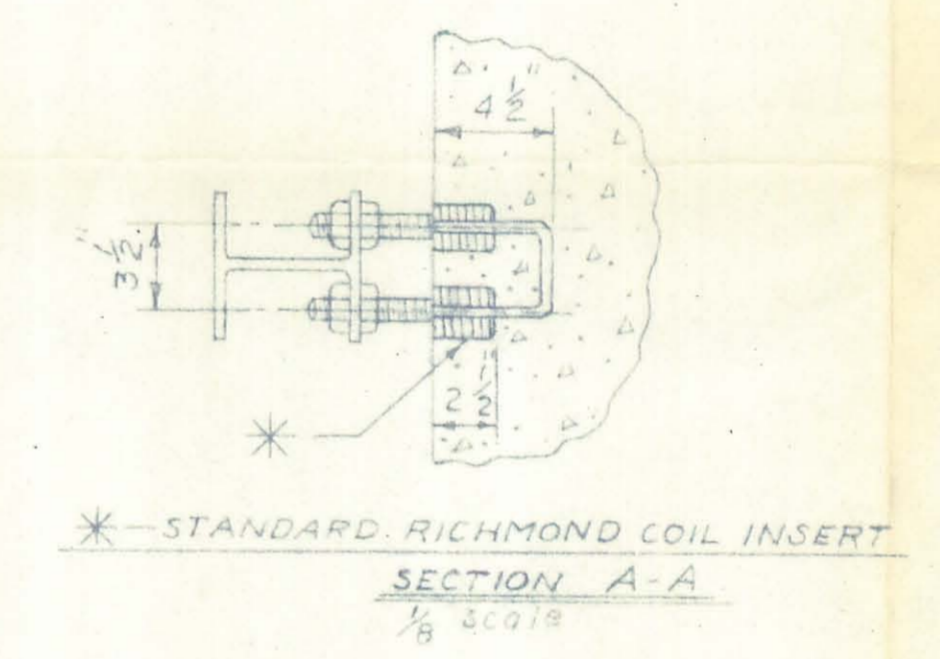 4 1/2"
3 1/2"
2 1/2"
✳
✳—STANDARD. RICHMOND COIL INSERT
SECTION A-A
1/8 scale